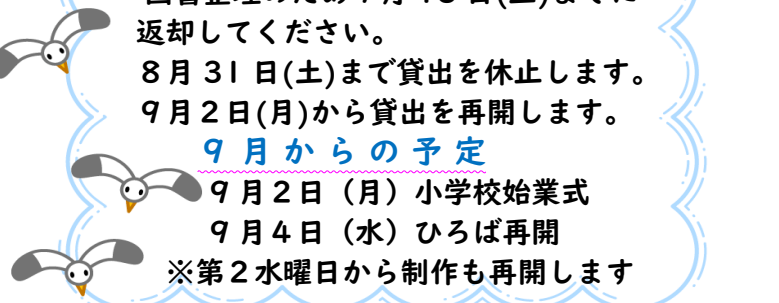 返却してください。
８月３１日(土)まで貸出を休止します。
９月２日(月)から貸出を再開します。
９月からの予定
９月２日（月）小学校始業式
９月４日（水）ひろば再開
※第２水曜日から制作も再開します